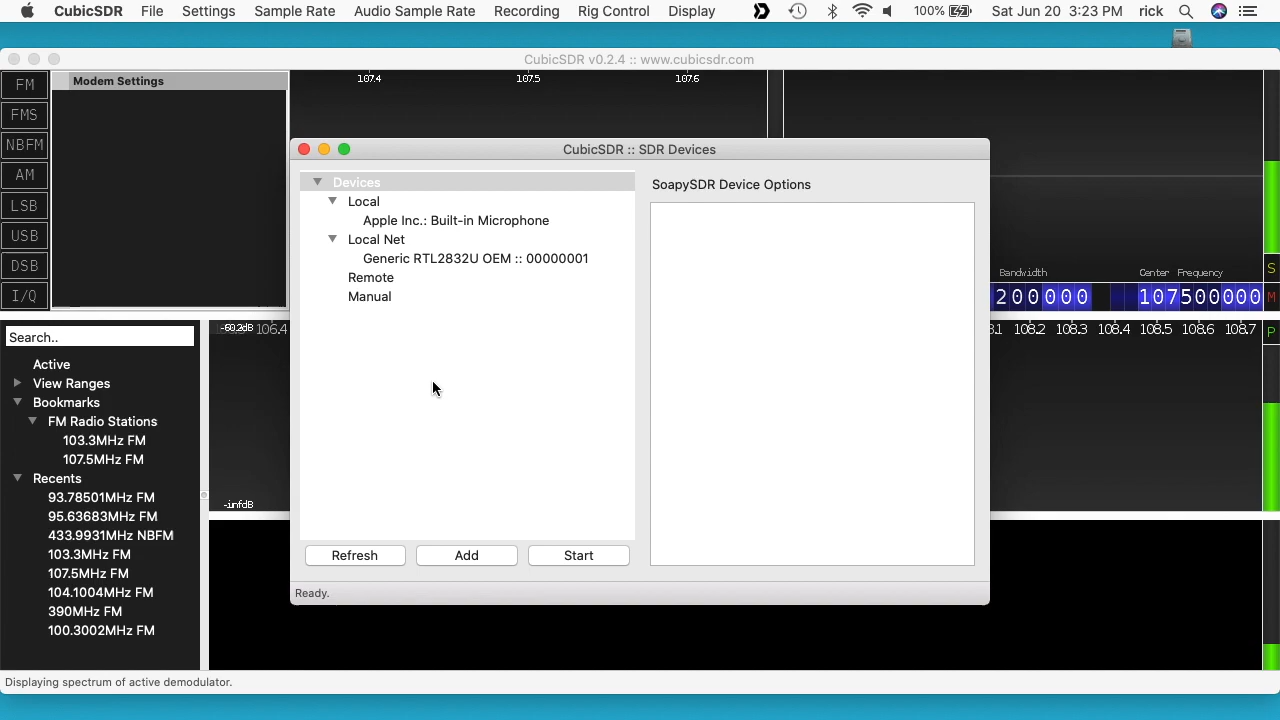 CubicSDR File Settings Sample Rate Audio Sample Rate Recording Rig Control Display 100% Sat Jun 20 3:23 PM rick
CubicSDR v0.2.4 :: www.cubicsdr.com
FM
FMS
NBFM
AM
LSB
USB
DSB
I/Q
Modem Settings
107.4 107.5 107.6
CubicSDR :: SDR Devices
Devices
Local
Apple Inc.: Built-in Microphone
Local Net
Generic RTL2832U OEM :: 00000001
Remote
Manual
Refresh Add Start
SoapySDR Device Options
Ready.
Bandwidth Center Frequency
200000 107500000
S
M
P
Search..
Active
View Ranges
Bookmarks
FM Radio Stations
103.3MHz FM
107.5MHz FM
Recents
93.78501MHz FM
95.63683MHz FM
433.9931MHz NBFM
103.3MHz FM
107.5MHz FM
104.1004MHz FM
390MHz FM
100.3002MHz FM
-60.2dB 106.4
108.2 108.3 108.4 108.5 108.6 108.7
-infdB
Displaying spectrum of active demodulator.